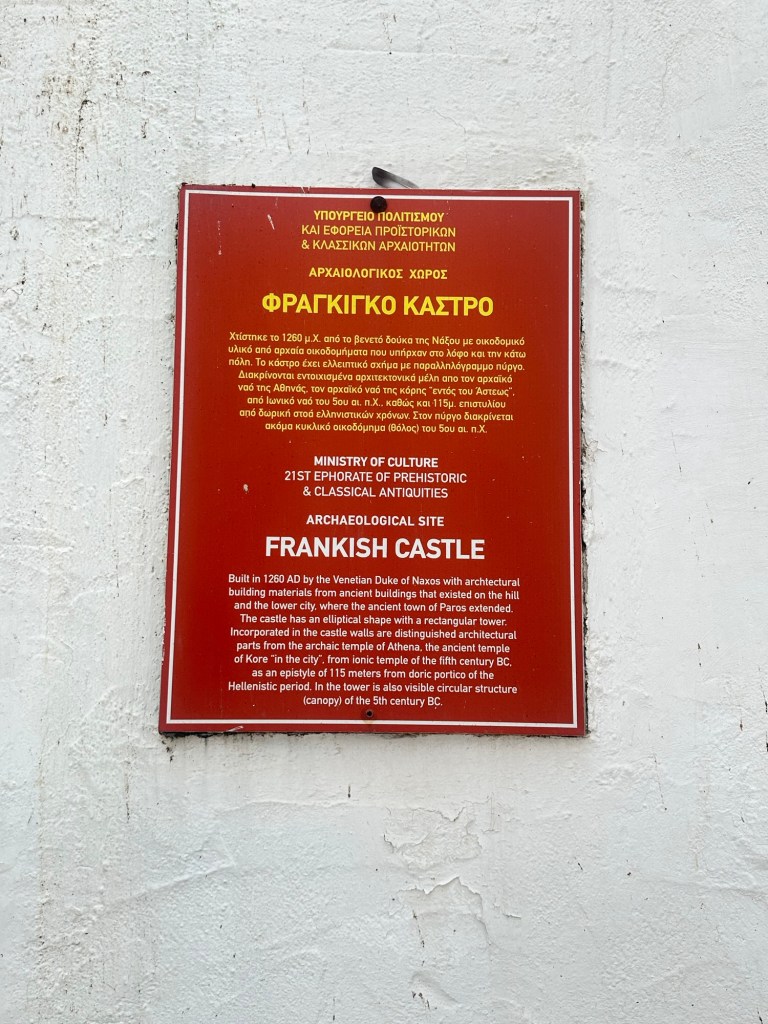 ΥΠΟΥΡΓΕΙΟ ΠΟΛΙΤΙΣΜΟΥ
ΚΑΙ ΕΦΟΡΕΙΑ ΠΡΟΪΣΤΟΡΙΚΩΝ
& ΚΛΑΣΣΙΚΩΝ ΑΡΧΑΙΟΤΗΤΩΝ
ΑΡΧΑΙΟΛΟΓΙΚΟΣ ΧΩΡΟΣ
ΦΡΑΓΚΙΓΚΟ ΚΑΣΤΡΟ
Χτίστηκε το 1260 μ.Χ. από το βενετό δούκα της Νάξου με οικοδομικό
υλικό από αρχαία οικοδομήματα που υπήρχαν στο λόφο και την κάτω
πόλη. Το κάστρο έχει ελλειπτικό σχήμα με παραλληλόγραμμο πύργο.
Διακρίνονται εντοιχισμένα αρχιτεκτονικά μέλη απο τον αρχαϊκό
ναό της Αθηνάς, τον αρχαϊκό ναό της κόρης "εντός του Άστεως",
από Ιωνικό ναό του 5ου αι. π.Χ., καθώς και 115μ. επιστυλίου
από δωρική στοά ελληνιστικών χρόνων. Στον πύργο διακρίνεται
ακόμα κυκλικό οικοδόμημα (θόλος) του 5ου αι. π.Χ.
MINISTRY OF CULTURE
21ST EPHORATE OF PREHISTORIC
& CLASSICAL ANTIQUITIES
ARCHAEOLOGICAL SITE
FRANKISH CASTLE
Built in 1260 AD by the Venetian Duke of Naxos with archtectural
building materials from ancient buildings that existed on the hill
and the lower city, where the ancient town of Paros extended.
The castle has an elliptical shape with a rectangular tower.
Incorporated in the castle walls are distinguished architectural
parts from the archaic temple of Athena, the ancient temple
of Kore "in the city", from ionic temple of the fifth century BC,
as an epistyle of 115 meters from doric portico of the
Hellenistic period. In the tower is also visible circular structure
(canopy) of the 5th century BC.